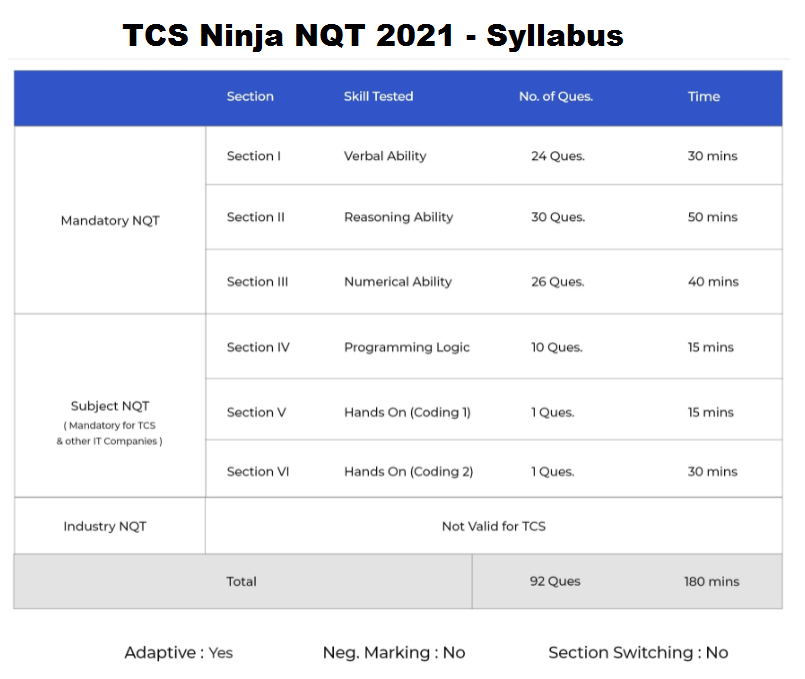 TCS Ninja NQT 2021 - Syllabus
Section Skill Tested No. of Ques. Time
Mandatory NQT
Section I Verbal Ability 24 Ques. 30 mins
Section II Reasoning Ability 30 Ques. 50 mins
Section III Numerical Ability 26 Ques. 40 mins
Subject NQT
( Mandatory for TCS
& other IT Companies )
Section IV Programming Logic 10 Ques. 15 mins
Section V Hands On (Coding 1) 1 Ques. 15 mins
Section VI Hands On (Coding 2) 1 Ques. 30 mins
Industry NQT Not Valid for TCS
Total 92 Ques 180 mins
Adaptive : Yes Neg. Marking : No Section Switching : No